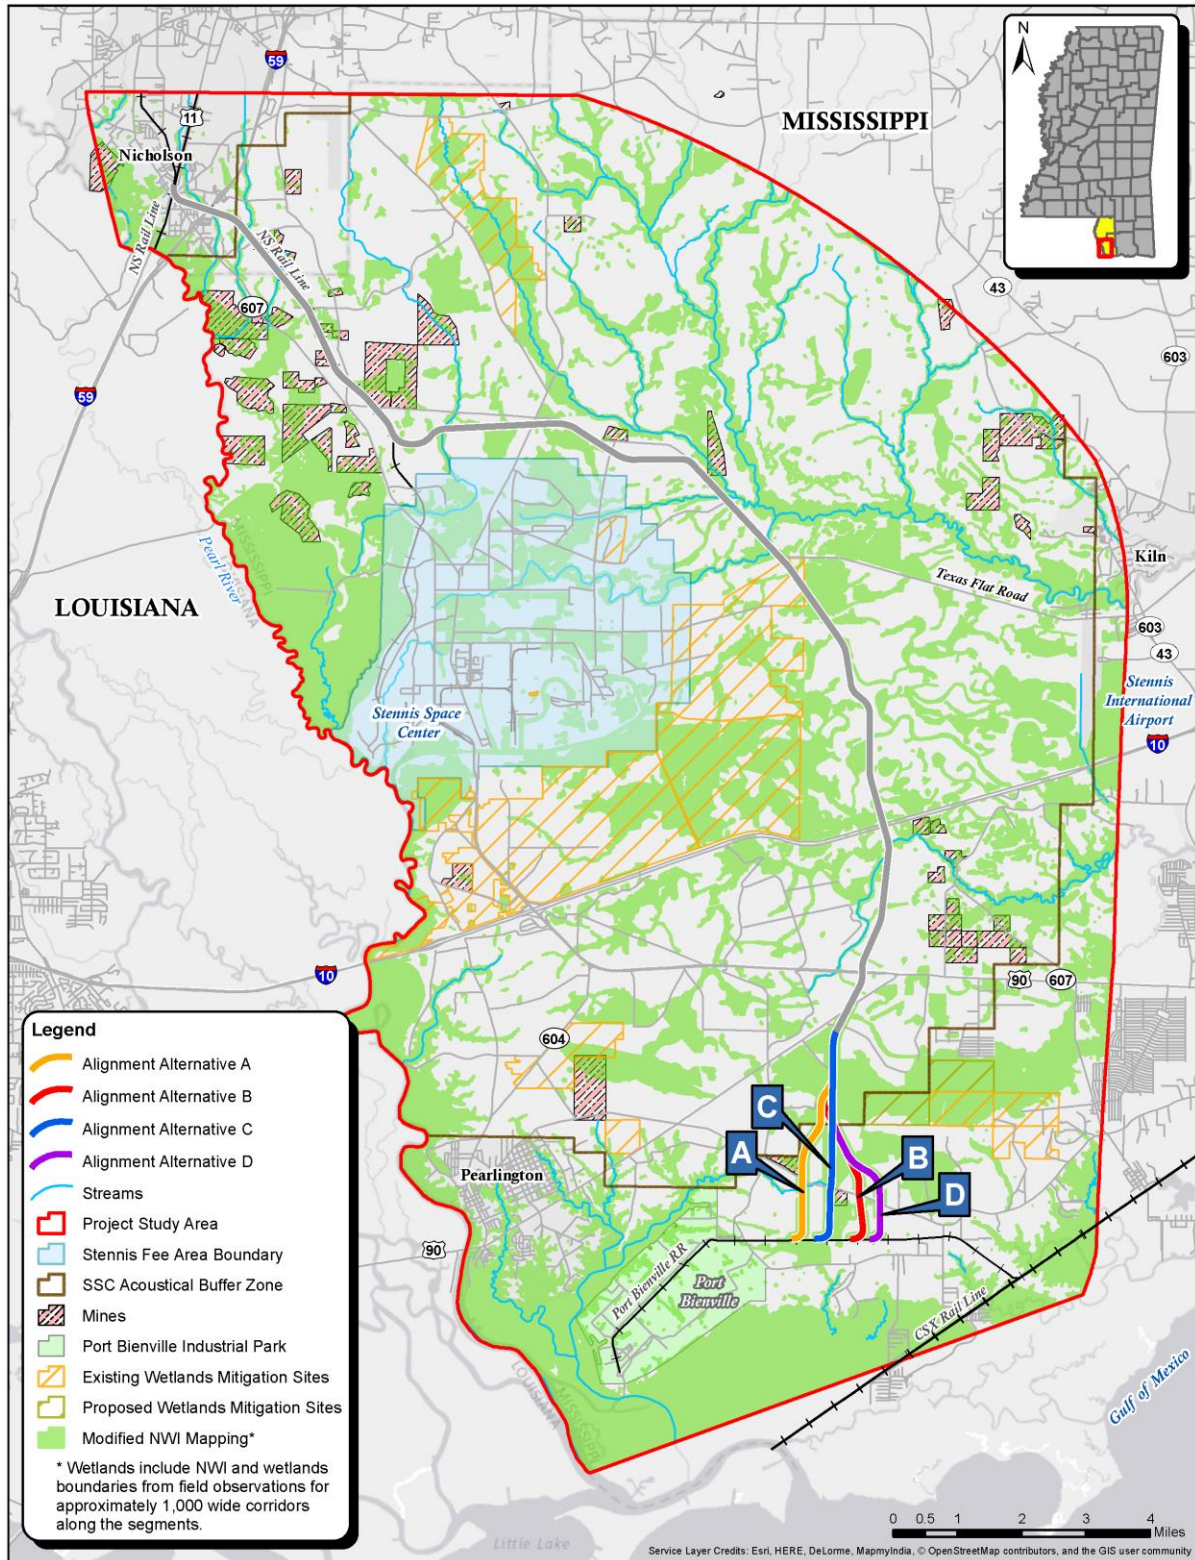 59
N
MISSISSIPPI
11
Nicholson
NS Rail Line
NS Rail Line
607
43
603
59
Pearl River
MISSISSIPPI
LOUISIANA
LOUISIANA
Kiln
Texas Flat Road
603
43
Stennis Space
Center
Stennis
International
Airport
10
10
90
607
604
Legend
Alignment Alternative A
Alignment Alternative B
Alignment Alternative C
Alignment Alternative D
Streams
Project Study Area
Stennis Fee Area Boundary
SSC Acoustical Buffer Zone
Mines
Port Bienville Industrial Park
Existing Wetlands Mitigation Sites
Proposed Wetlands Mitigation Sites
Modified NWI Mapping*
* Wetlands include NWI and wetlands
boundaries from field observations for
approximately 1,000 wide corridors
along the segments.
C
A
B
D
Pearlington
90
Port Bienville RR
Port
Bienville
CSX Rail Line
LOUISIANA
MISSISSIPPI
Gulf of Mexico
Little Lake
0 0.5 1 2 3 4
Miles
Service Layer Credits: Esri, HERE, DeLorme, MapmyIndia, © OpenStreetMap contributors, and the GIS user community